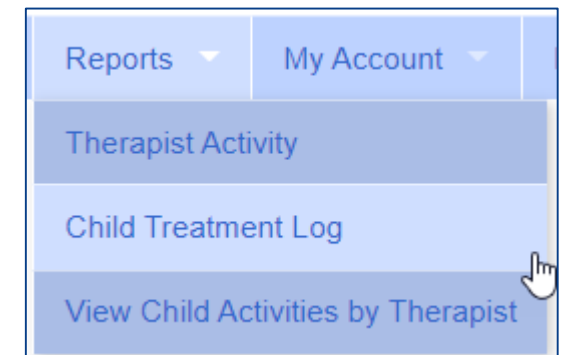 Reports
My Account
Therapist Activity
Child Treatment Log
View Child Activities by Therapist